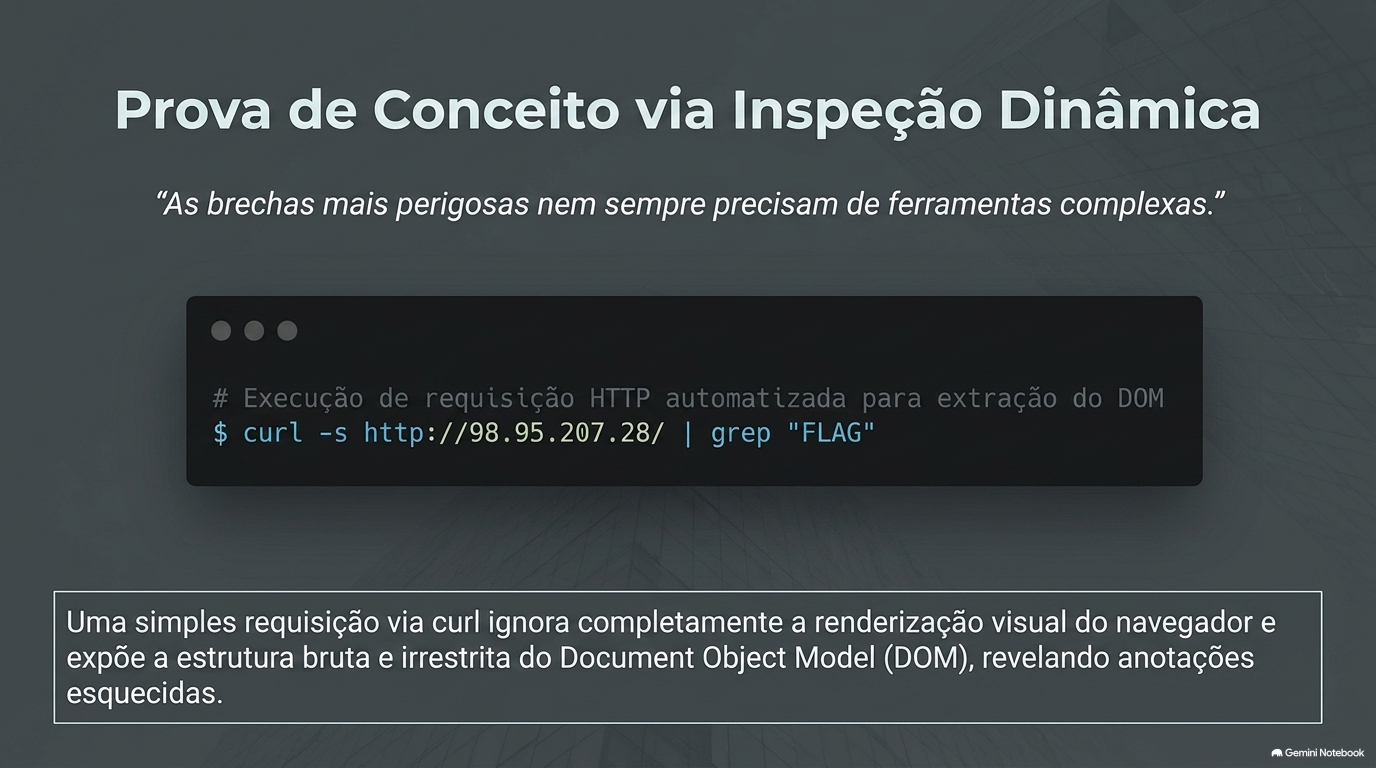 Prova de Conceito via Inspeção Dinâmica
“As brechas mais perigosas nem sempre precisam de ferramentas complexas.”
# Execução de requisição HTTP automatizada para extração do DOM
$ curl -s http://98.95.207.28/ | grep "FLAG"
Uma simples requisição via curl ignora completamente a renderização visual do navegador e
expõe a estrutura bruta e irrestrita do Document Object Model (DOM), revelando anotações
esquecidas.
Gemini Notebook